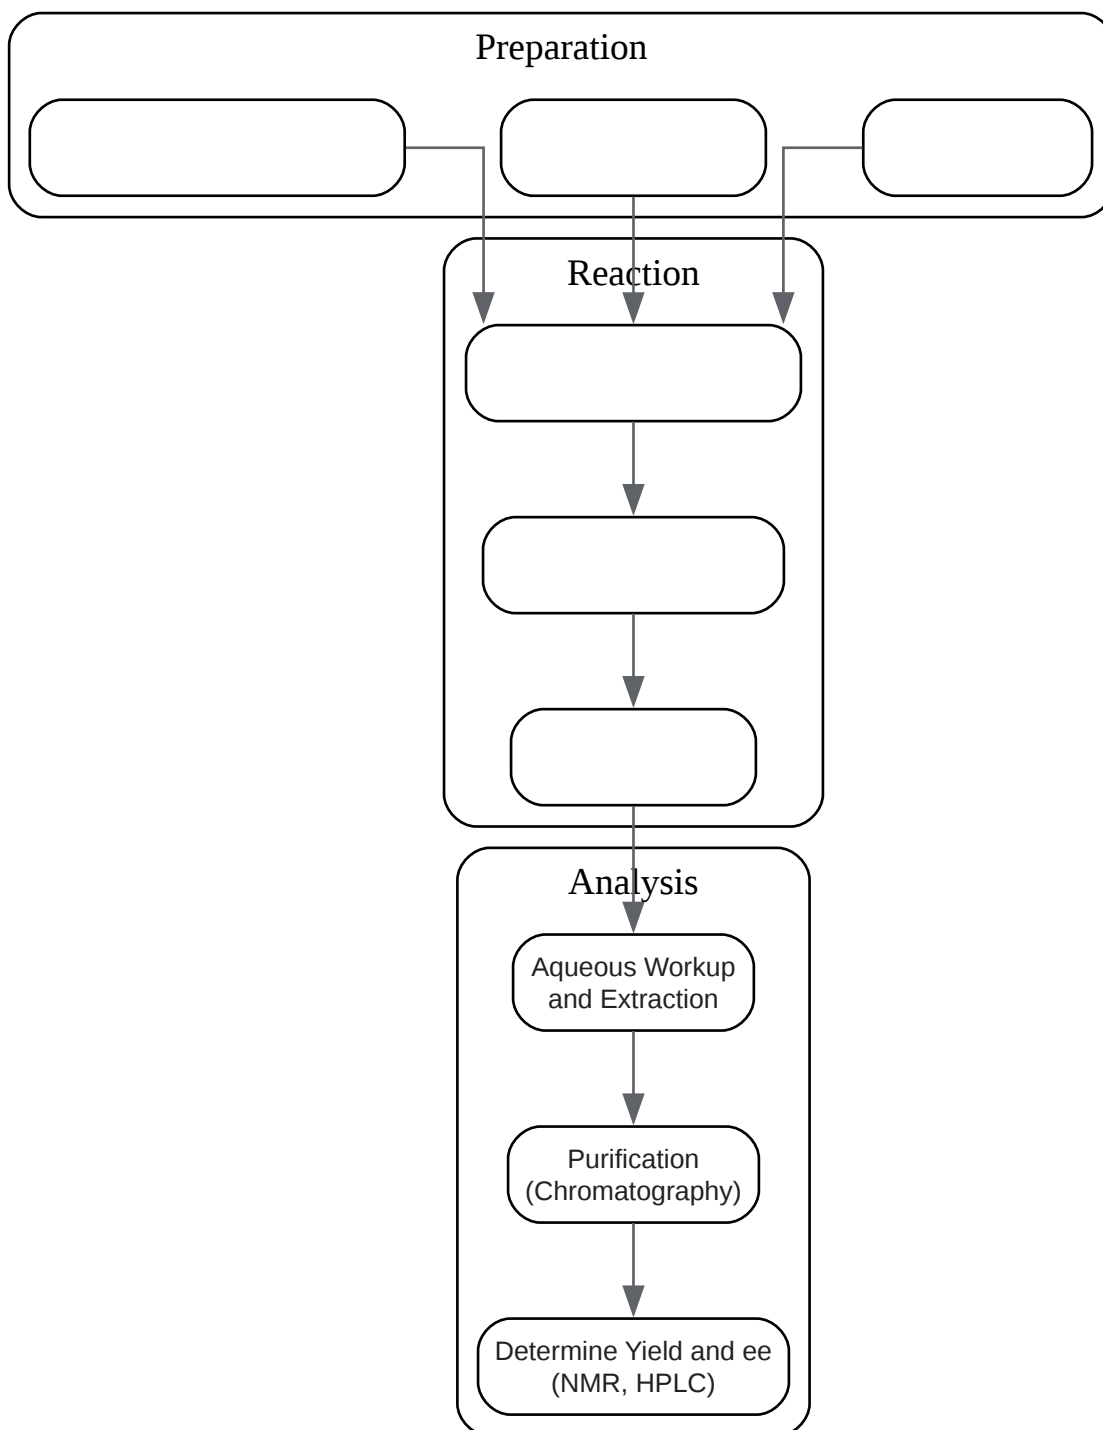 Preparation
Reaction
Analysis
Aqueous Workup
and Extraction
Purification
(Chromatography)
Determine Yield and ee
(NMR, HPLC)